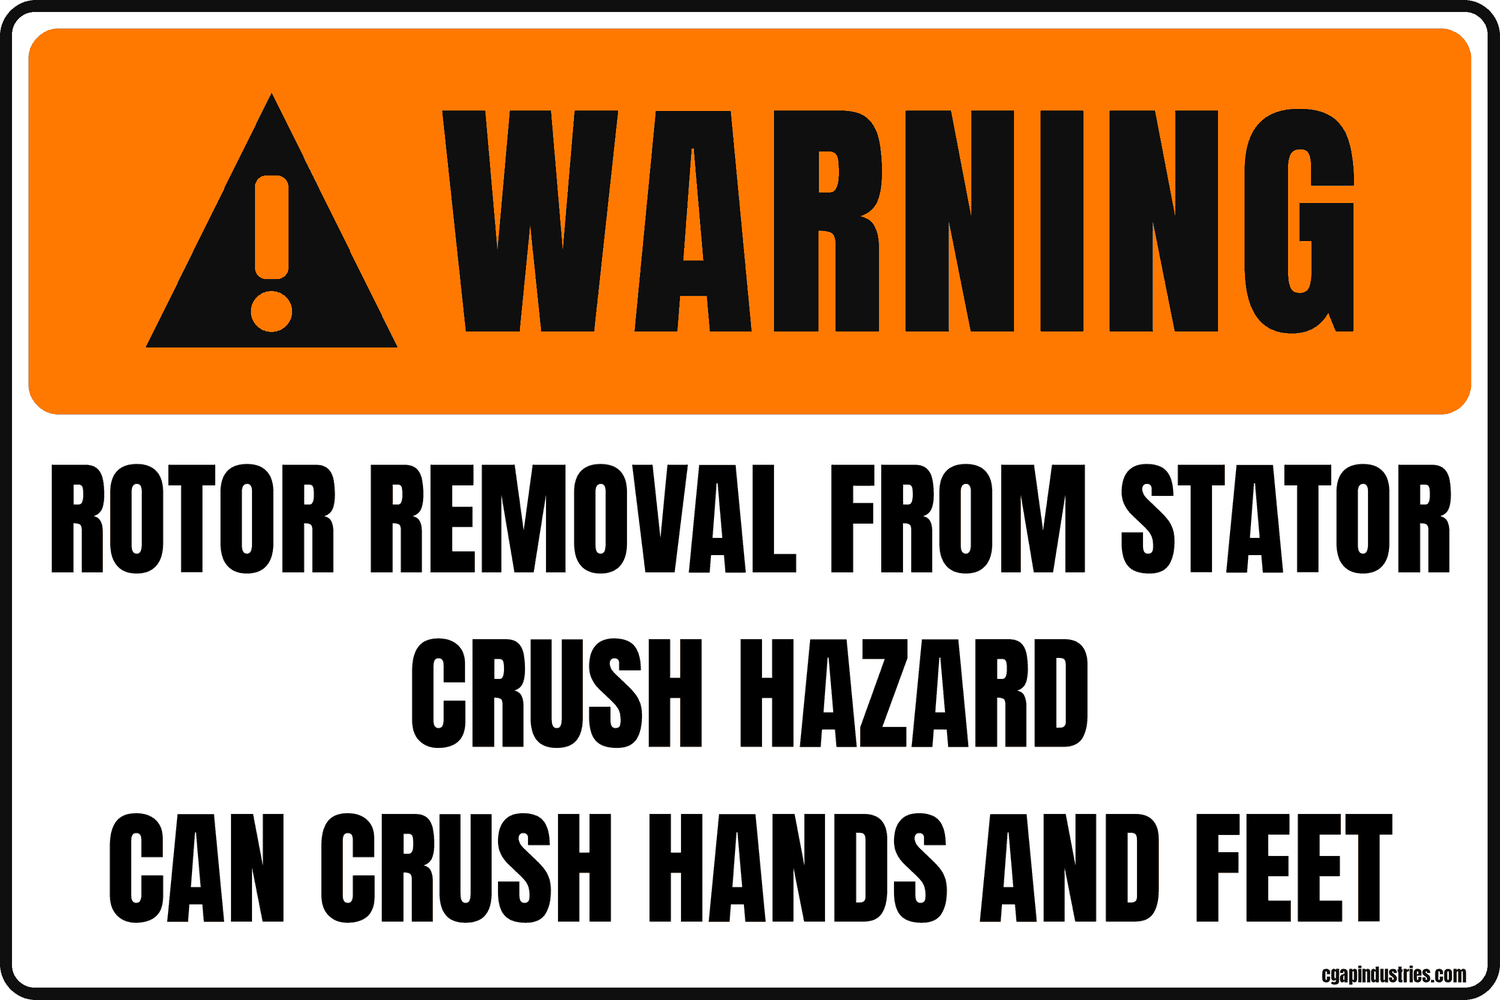 WARNING
ROTOR REMOVAL FROM STATOR
CRUSH HAZARD
CAN CRUSH HANDS AND FEET
cgapindustries.com